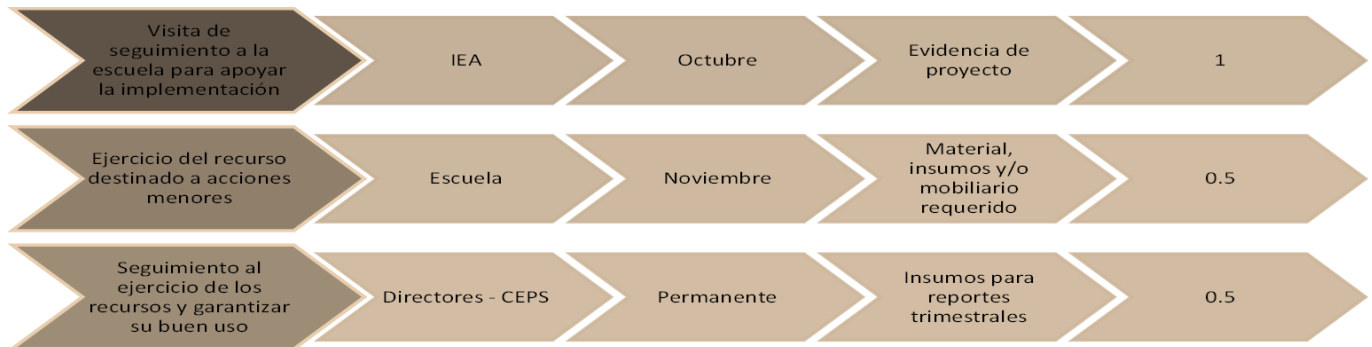 Visita de
seguimiento a la
escuela para apoyar
la implementación
IEA
Octubre
Evidencia de
proyecto
1
Ejercicio del recurso
destinado a acciones
menores
Escuela
Noviembre
Material,
insumos y/o
mobiliario
requerido
0.5
Seguimiento al
ejercicio de los
recursos y garantizar
su buen uso
Directores - CEPS
Permanente
Insumos para
reportes
trimestrales
0.5